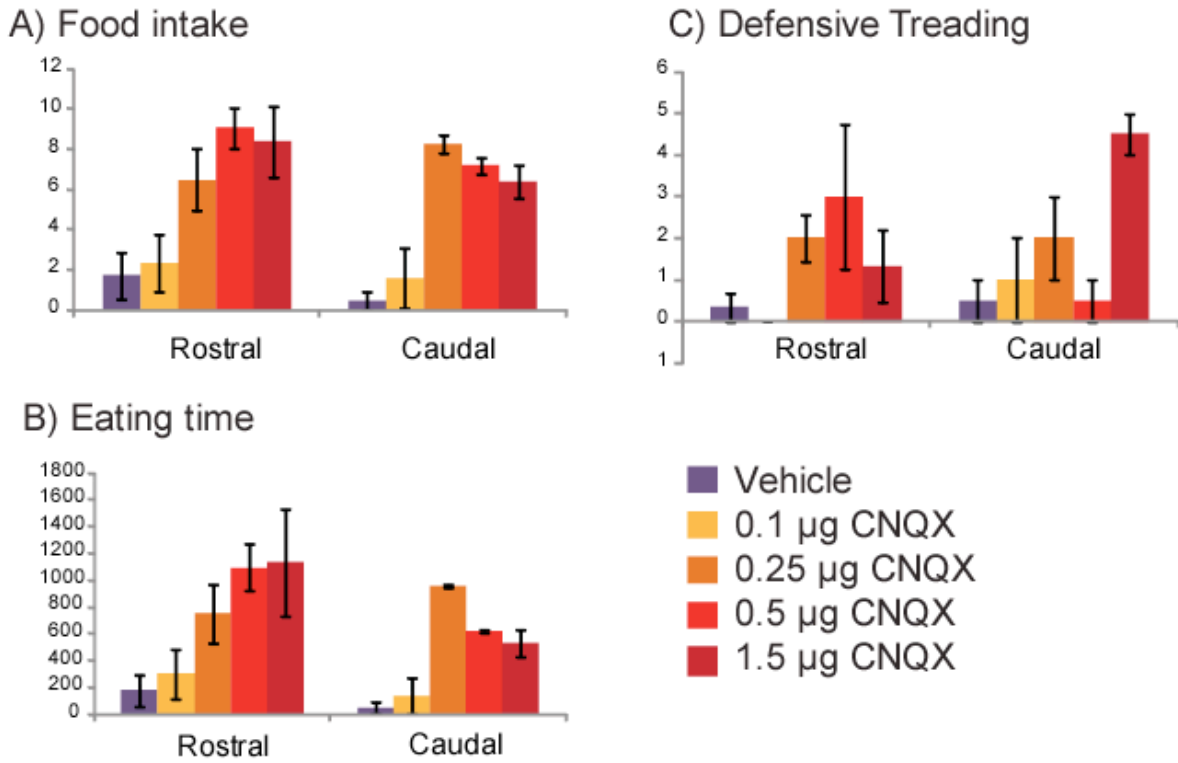 A) Food intake
12
10
8
6
4
2
0
Rostral
Caudal
B) Eating time
1800
1600
1400
1200
1000
800
600
400
200
0
Rostral
Caudal
C) Defensive Treading
6
5
4
3
2
1
0
1
Rostral
Caudal
Vehicle
0.1 µg CNQX
0.25 µg CNQX
0.5 µg CNQX
1.5 µg CNQX